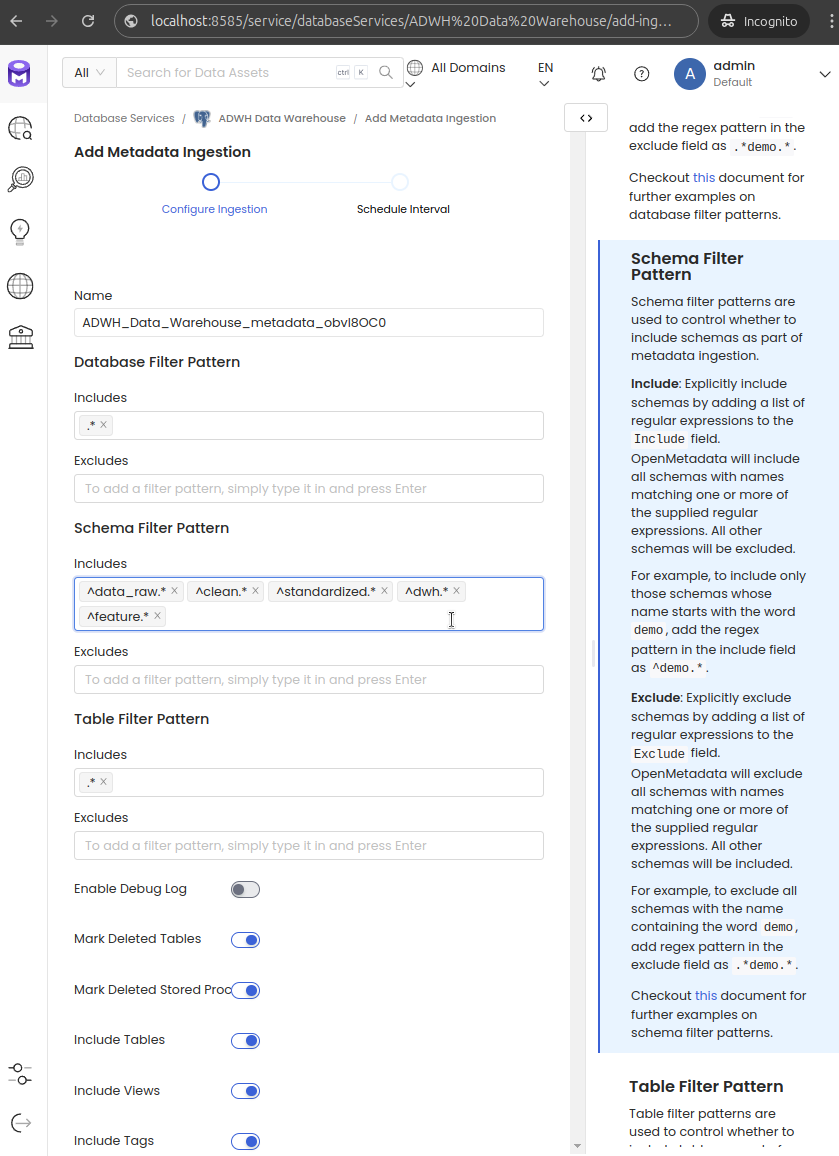 localhost:8585/service/databaseServices/ADWH%20Data%20Warehouse/add-ing...
Incognito
All
Search for Data Assets
ctrl K
All Domains
EN
A
admin
Default
Database Services / ADWH Data Warehouse / Add Metadata Ingestion
Add Metadata Ingestion
Configure Ingestion
Schedule Interval
Name
ADWH_Data_Warehouse_metadata_obvI8OC0
Database Filter Pattern
Includes
.* ×
Excludes
To add a filter pattern, simply type it in and press Enter
Schema Filter Pattern
Includes
^data_raw.* × ^clean.* × ^standardized.* × ^dwh.* ×
^feature.* ×
Excludes
To add a filter pattern, simply type it in and press Enter
Table Filter Pattern
Includes
.* ×
Excludes
To add a filter pattern, simply type it in and press Enter
Enable Debug Log
Mark Deleted Tables
Mark Deleted Stored Proc
Include Tables
Include Views
Include Tags
<>
add the regex pattern in the
exclude field as .*demo.*.
Checkout this document for
further examples on
database filter patterns.
Schema Filter
Pattern
Schema filter patterns are
used to control whether to
include schemas as part of
metadata ingestion.
Include: Explicitly include
schemas by adding a list of
regular expressions to the
Include field.
OpenMetadata will include
all schemas with names
matching one or more of
the supplied regular
expressions. All other
schemas will be excluded.
For example, to include only
those schemas whose
name starts with the word
demo, add the regex
pattern in the include field
as ^demo.*.
Exclude: Explicitly exclude
schemas by adding a list of
regular expressions to the
Exclude field.
OpenMetadata will exclude
all schemas with names
matching one or more of
the supplied regular
expressions. All other
schemas will be included.
For example, to exclude all
schemas with the name
containing the word demo,
add regex pattern in the
exclude field as .*demo.*.
Checkout this document for
further examples on
schema filter patterns.
Table Filter Pattern
Table filter patterns are
used to control whether to